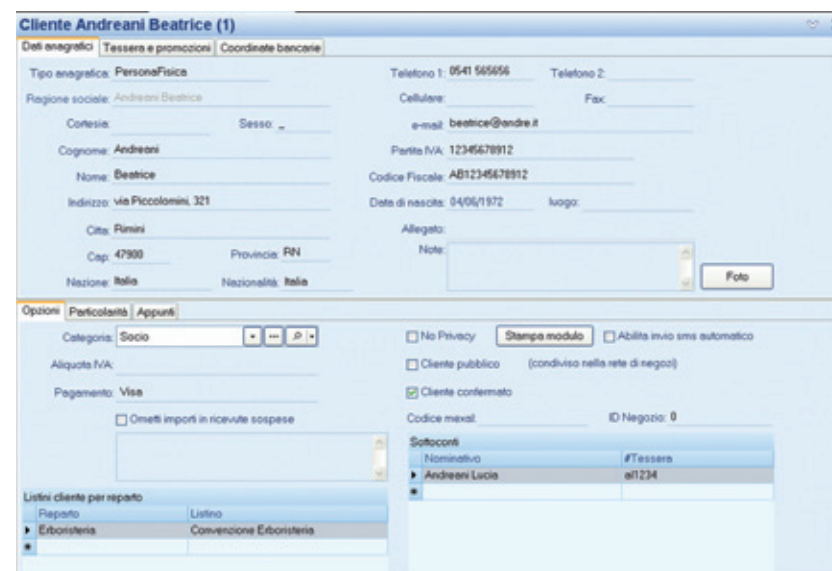 Cliente Andreani Beatrice (1)
Dati anagrafici Tessera e promozioni Coordinate bancarie
Tipo anagrafica: PersonaFisica Telefono 1: 0541 565656 Telefono 2:
Ragione sociale: Andreani Beatrice Cellulare: Fax:
Cortesia: Sesso: _ e-mail: beatrice@andre.it
Cognome: Andreani Partita IVA: 12345678912
Nome: Beatrice Codice Fiscale: AB12345678912
Indirizzo: via Piccolomini, 321 Data di nascita: 04/06/1972 luogo:
Citta: Rimini Allegato:
Cap: 47900 Provincia: RN Note:
Foto
Nazione: Italia Nazionalità: Italia
Opzioni Particolarità Appunti
Categoria: Socio No Privacy Stampa modulo Abilita invio sms automatico
Aliquota IVA: Cliente pubblico (condiviso nella rete di negozi)
Pagamento: Visa Cliente confermato
Ometti importi in ricevute sospese Codice mexal: ID Negozio: 0
Sottoconti
Nominativo #Tessera
Andreani Lucia al1234
Listini cliente per reparto
Reparto Listino
Erboristeria Convenzione Erboristeria